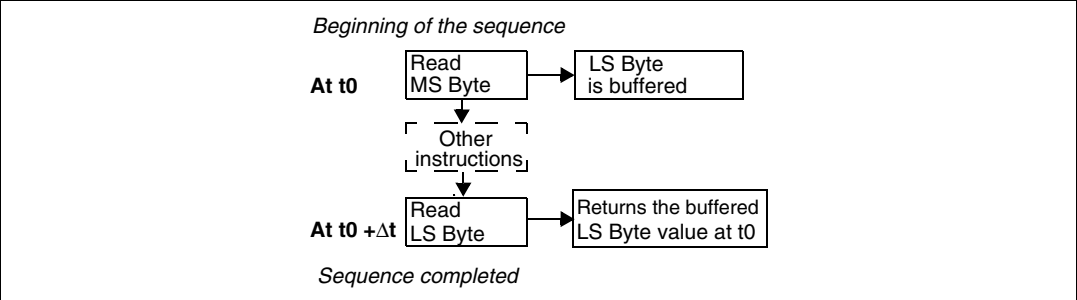 Beginning of the sequence
At t0
Read
MS Byte
LS Byte
is buffered
Other
instructions
At t0 +Δt
Read
LS Byte
Returns the buffered
LS Byte value at t0
Sequence completed